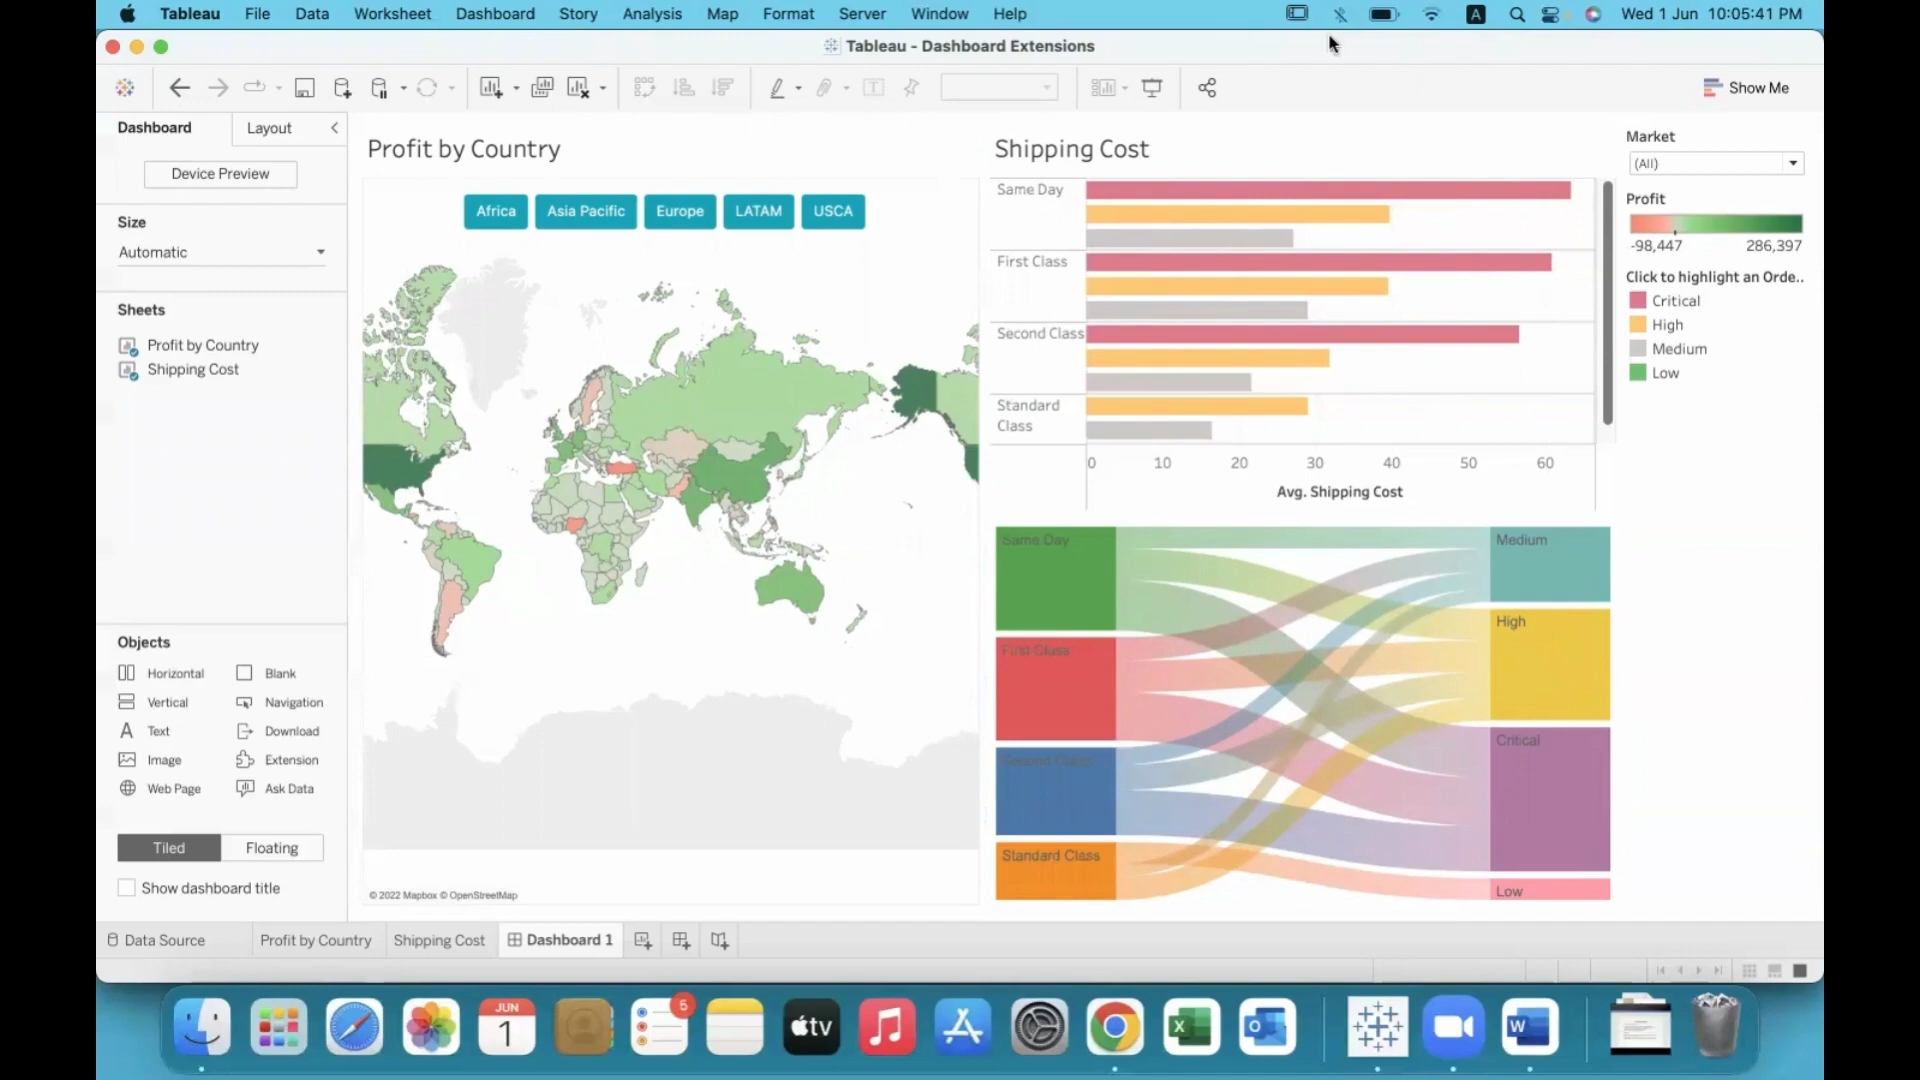 Tableau File Data Worksheet Dashboard Story Analysis Map Format Server Window Help A Wed 1 Jun 10:05:41 PM
Tableau - Dashboard Extensions
Show Me
Dashboard Layout
Device Preview
Size
Automatic
Sheets
Profit by Country
Shipping Cost
Objects
Horizontal Blank
Vertical Navigation
A Text Download
Image Extension
Web Page Ask Data
Tiled Floating
Show dashboard title
Profit by Country
Africa Asia Pacific Europe LATAM USCA
© 2022 Mapbox © OpenStreetMap
Shipping Cost
Same Day
First Class
Second Class
Standard
Class
0 10 20 30 40 50 60
Avg. Shipping Cost
Same Day
First Class
Second Class
Standard Class
Medium
High
Critical
Low
Market
(All)
Profit
-98,447 286,397
Click to highlight an Orde..
Critical
High
Medium
Low
Data Source Profit by Country Shipping Cost Dashboard 1
JUN
1
5
tv
X
O
W